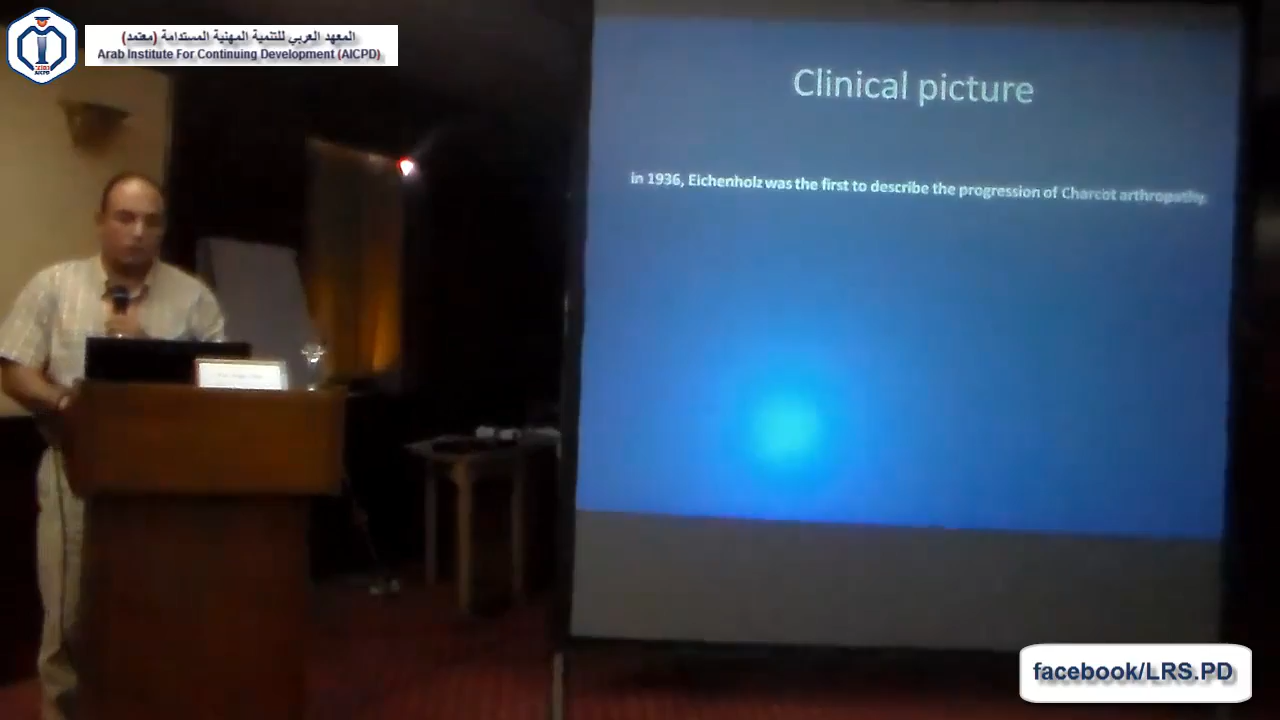 المعهد العربي للتنمية المهنية المستدامة (معتمد)
Arab Institute For Continuing Development (AICPD)
AICPD
Clinical picture
in 1936, Eichenholz was the first to describe the progression of Charcot arthropathy.
facebook/LRS.PD